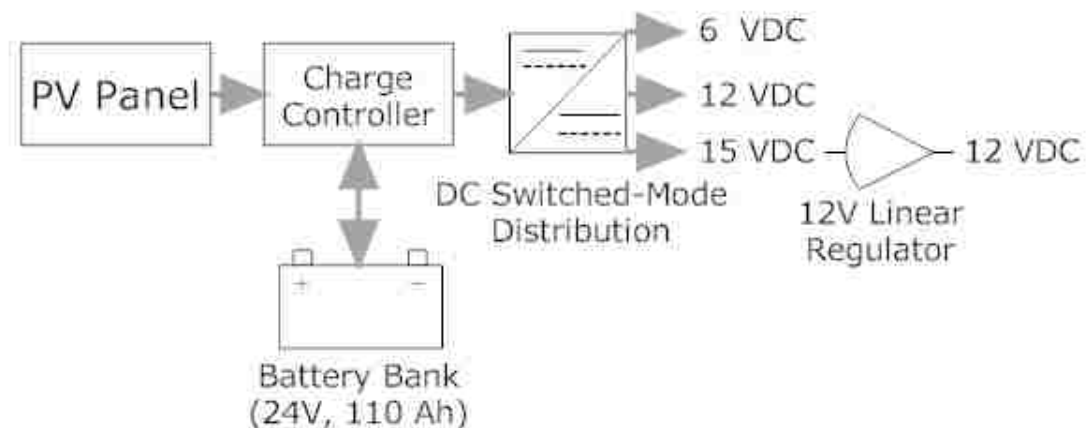 PV Panel
Charge
Controller
6 VDC
12 VDC
15 VDC
12 VDC
DC Switched-Mode
Distribution
12V Linear
Regulator
+ −
Battery Bank
(24V, 110 Ah)